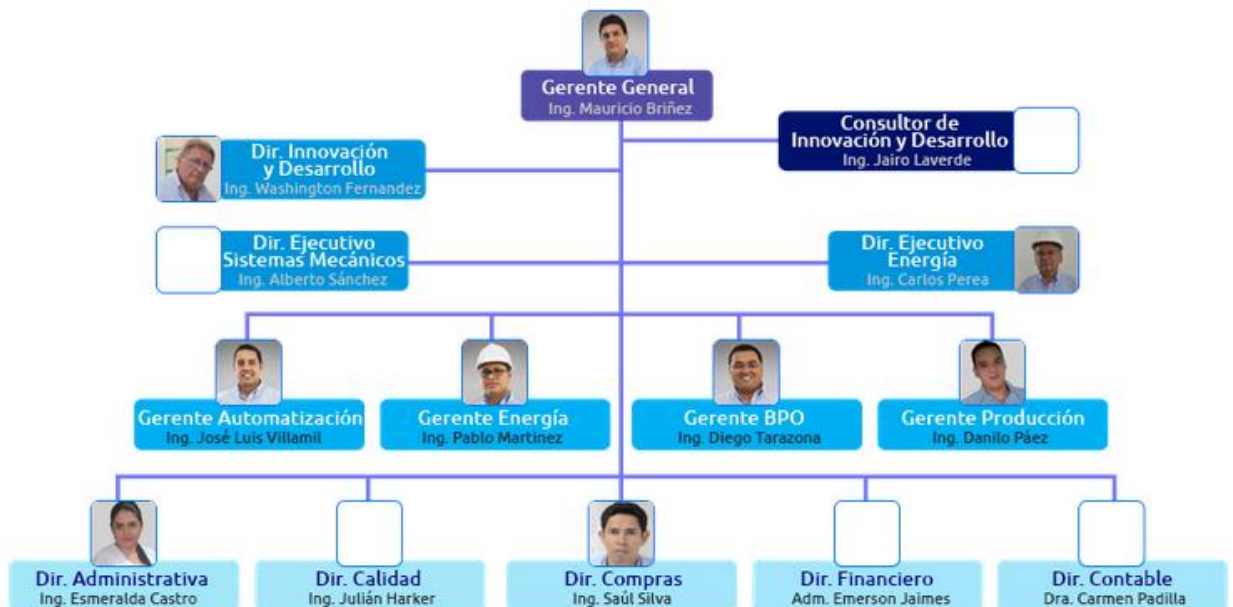 Gerente General
Ing. Mauricio Briñez
Consultor de
Innovación y Desarrollo
Ing. Jairo Laverde
Dir. Innovación
y Desarrollo
Ing. Washington Fernandez
Dir. Ejecutivo
Sistemas Mecánicos
Ing. Alberto Sánchez
Dir. Ejecutivo
Energía
Ing. Carlos Perea
Gerente Automatización
Ing. José Luis Villamil
Gerente Energía
Ing. Pablo Martinez
Gerente BPO
Ing. Diego Tarazona
Gerente Producción
Ing. Danilo Páez
Dir. Administrativa
Ing. Esmeralda Castro
Dir. Calidad
Ing. Julián Harker
Dir. Compras
Ing. Saúl Silva
Dir. Financiero
Adm. Emerson Jaimes
Dir. Contable
Dra. Carmen Padilla